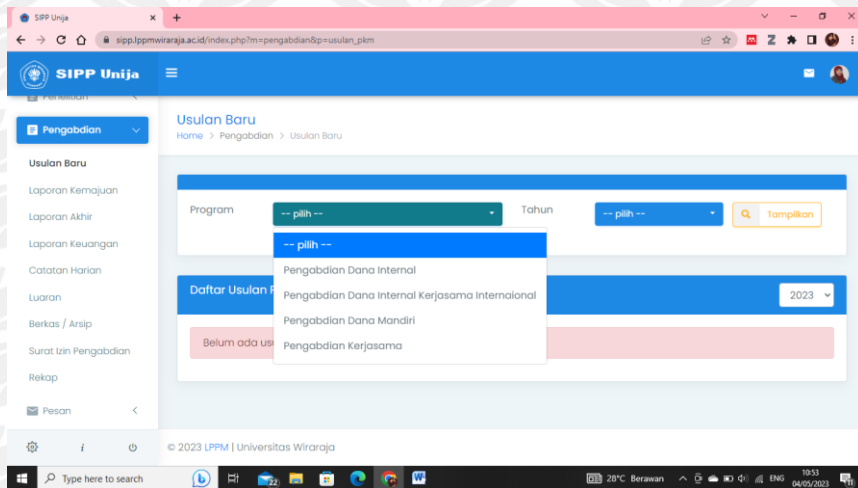 SIPP Unija
sipp.lppmwiraraja.ac.id/index.php?m=pengabdian&p=usulan_pkm
SIPP Unija
Penelitian
Pengabdian
Usulan Baru
Laporan Kemajuan
Laporan Akhir
Laporan Keuangan
Catatan Harian
Luaran
Berkas / Arsip
Surat Izin Pengabdian
Rekap
Pesan
i
Usulan Baru
Home > Pengabdian > Usulan Baru
Program
-- pilih --
Tahun
-- pilih --
Tampilkan
-- pilih --
Pengabdian Dana Internal
Pengabdian Dana Internal Kerjasama Internaional
Pengabdian Dana Mandiri
Pengabdian Kerjasama
Daftar Usulan
2023
Belum ada
© 2023 LPPM | Universitas Wiraraja
Type here to search
22
28°C Berawan
ENG
10:53
04/05/2023